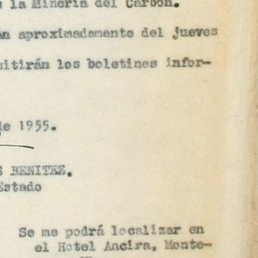 la Minería del Carbón.
an aproximadamente del jueves
mitirán los boletines infor-
de 1955.
BENITEZ.
Estado
Se me podrá localizar en
el Hotel Ancira, Monte-